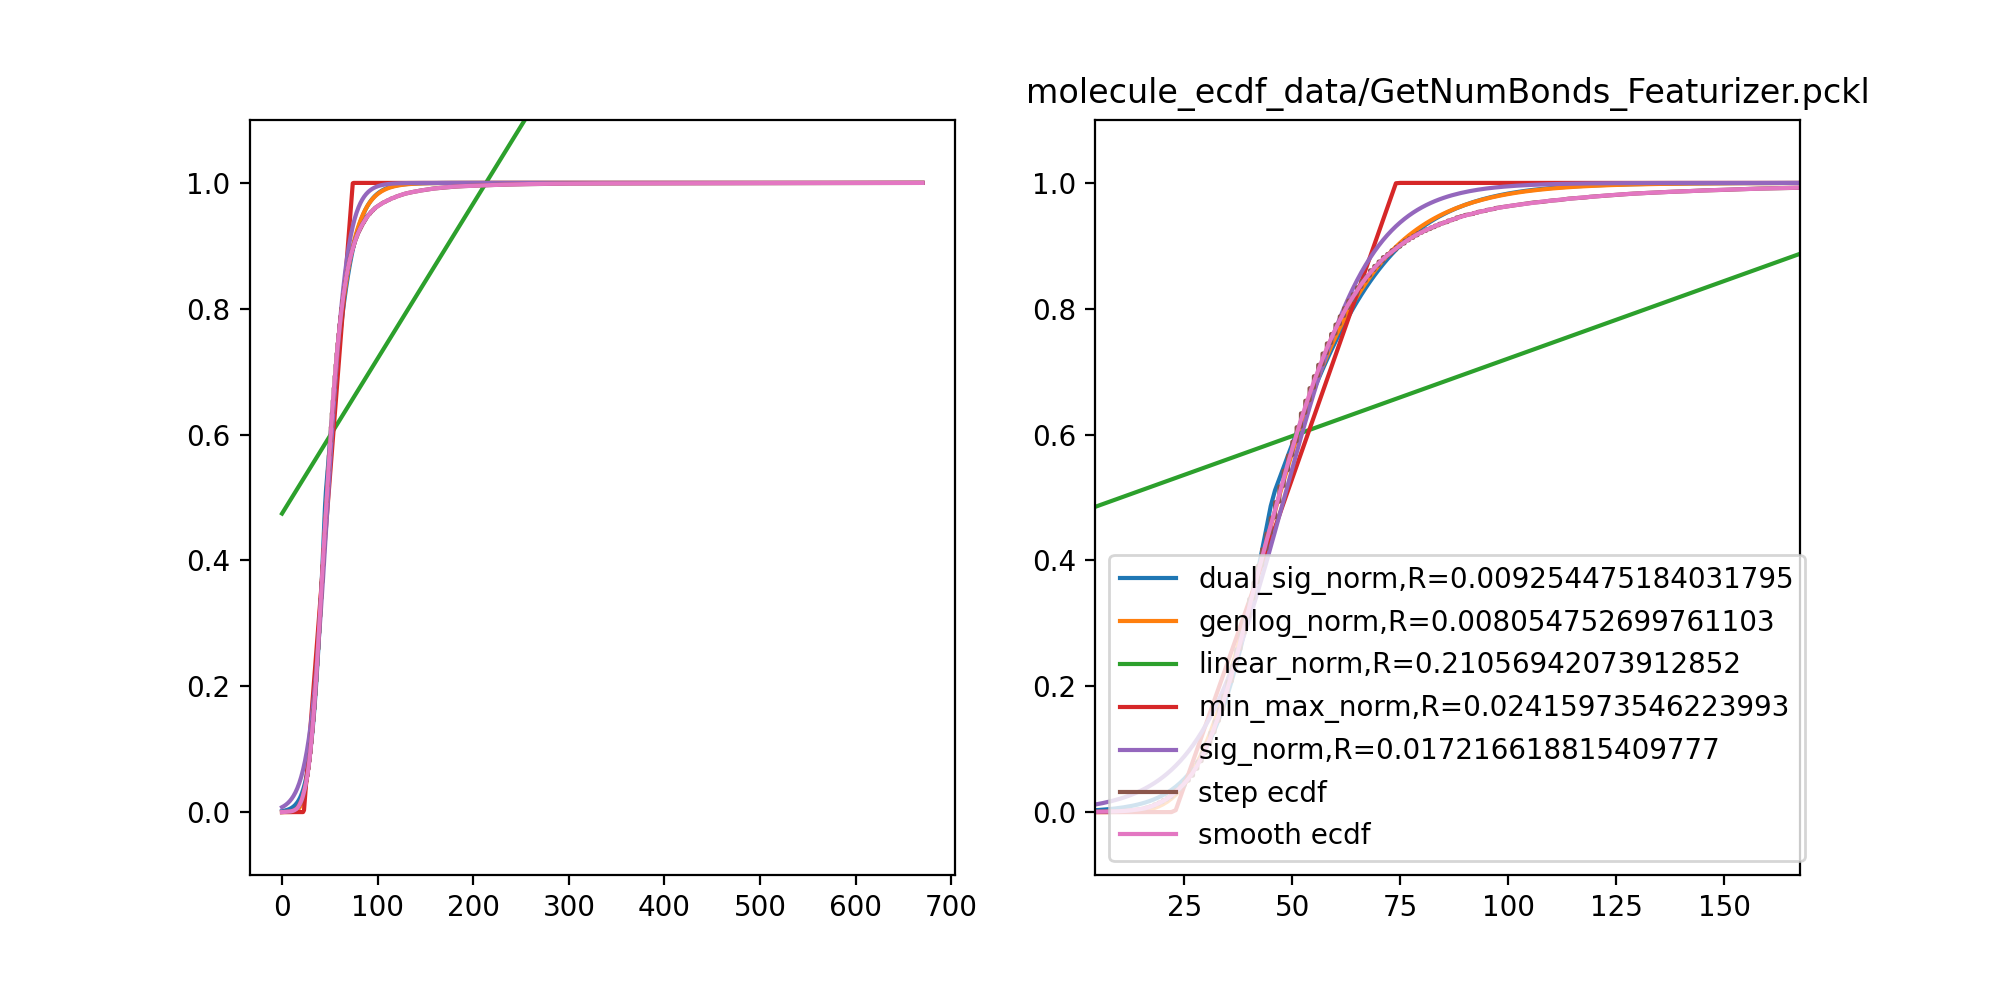 molecule_ecdf_data/GetNumBonds_Featurizer.pckl
1.0
0.8
0.6
0.4
0.2
0.0
0 100 200 300 400 500 600 700
1.0
0.8
0.6
0.4
0.2
0.0
dual_sig_norm,R=0.009254475184031795
genlog_norm,R=0.008054752699761103
linear_norm,R=0.21056942073912852
min_max_norm,R=0.02415973546223993
sig_norm,R=0.017216618815409777
step ecdf
smooth ecdf
25 50 75 100 125 150